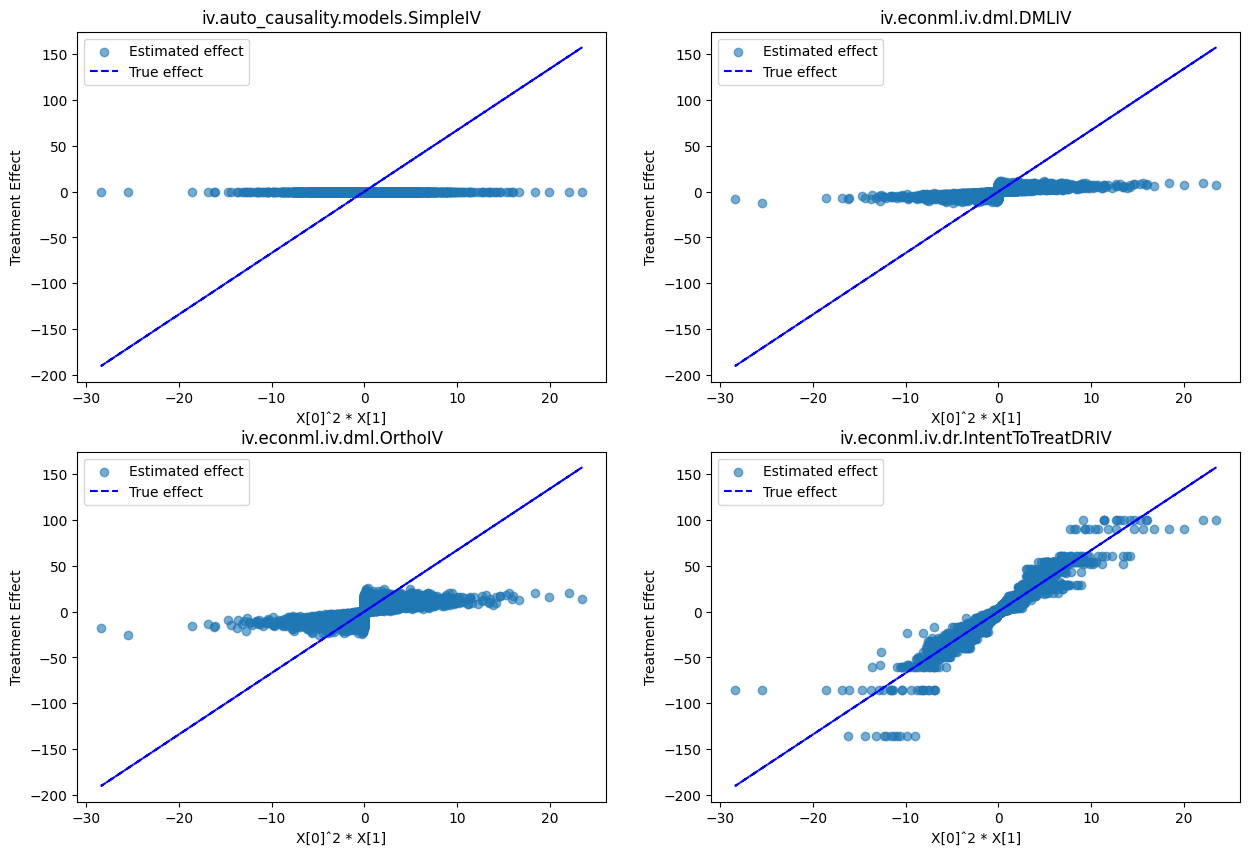 iv.auto_causality.models.SimpleIV
Estimated effect
True effect
150
100
50
0
−50
−100
−150
−200
Treatment Effect
−30
−20
−10
0
10
20
X[0]^2 * X[1]
iv.econml.iv.dml.DMLIV
Estimated effect
True effect
150
100
50
0
−50
−100
−150
−200
Treatment Effect
−30
−20
−10
0
10
20
X[0]^2 * X[1]
iv.econml.iv.dml.OrthoIV
Estimated effect
True effect
150
100
50
0
−50
−100
−150
−200
Treatment Effect
−30
−20
−10
0
10
20
X[0]^2 * X[1]
iv.econml.iv.dr.IntentToTreatDRIV
Estimated effect
True effect
150
100
50
0
−50
−100
−150
−200
Treatment Effect
−30
−20
−10
0
10
20
X[0]^2 * X[1]